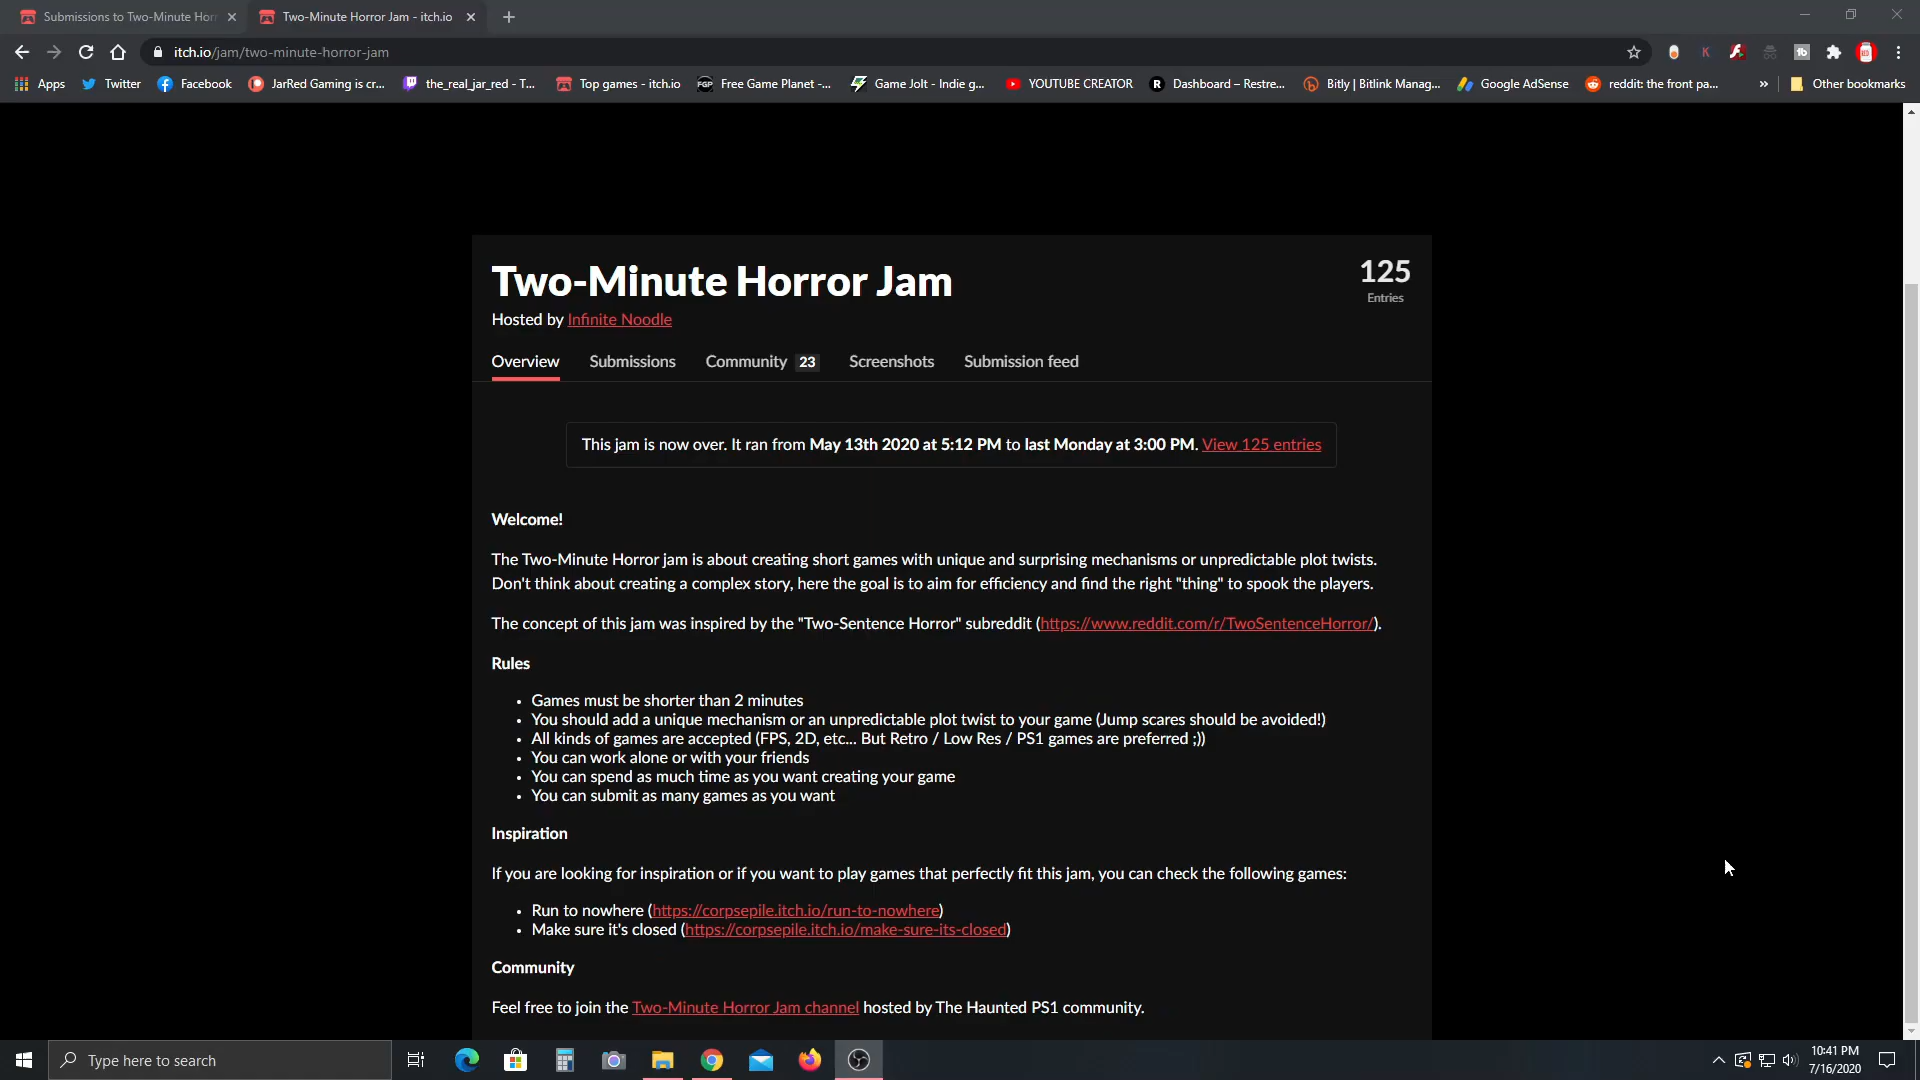 Submissions to Two-Minute Hor
Two-Minute Horror Jam - itch.io
itch.io/jam/two-minute-horror-jam
Apps
Twitter
Facebook
JarRed Gaming is cr...
the_real_jar_red - T...
Top games - itch.io
Free Game Planet -...
Game Jolt - Indie g...
YOUTUBE CREATOR
Dashboard – Restre...
Bitly | Bitlink Manag...
Google AdSense
reddit: the front pa...
»
Other bookmarks
Two-Minute Horror Jam
125
Entries
Hosted by Infinite Noodle
Overview
Submissions
Community 23
Screenshots
Submission feed
This jam is now over. It ran from May 13th 2020 at 5:12 PM to last Monday at 3:00 PM. View 125 entries
Welcome!
The Two-Minute Horror jam is about creating short games with unique and surprising mechanisms or unpredictable plot twists.
Don't think about creating a complex story, here the goal is to aim for efficiency and find the right "thing" to spook the players.
The concept of this jam was inspired by the "Two-Sentence Horror" subreddit (https://www.reddit.com/r/TwoSentenceHorror/).
Rules
• Games must be shorter than 2 minutes
• You should add a unique mechanism or an unpredictable plot twist to your game (Jump scares should be avoided!)
• All kinds of games are accepted (FPS, 2D, etc... But Retro / Low Res / PS1 games are preferred ;))
• You can work alone or with your friends
• You can spend as much time as you want creating your game
• You can submit as many games as you want
Inspiration
If you are looking for inspiration or if you want to play games that perfectly fit this jam, you can check the following games:
• Run to nowhere (https://corpsepile.itch.io/run-to-nowhere)
• Make sure it's closed (https://corpsepile.itch.io/make-sure-its-closed)
Community
Feel free to join the Two-Minute Horror Jam channel hosted by The Haunted PS1 community.
Type here to search
10:41 PM
7/16/2020